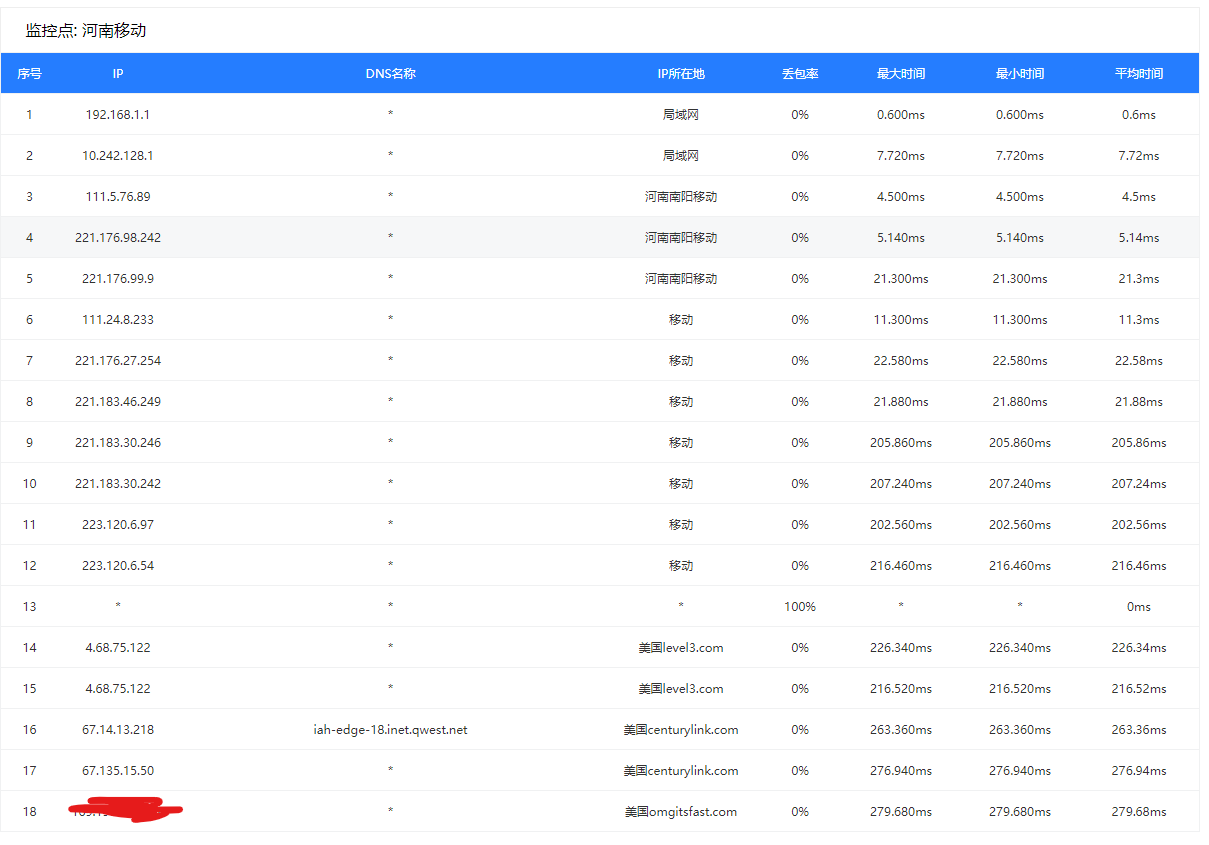 监控点: 河南移动
序号 IP DNS名称 IP所在地 丢包率 最大时间 最小时间 平均时间
1 192.168.1.1 * 局域网 0% 0.600ms 0.600ms 0.6ms
2 10.242.128.1 * 局域网 0% 7.720ms 7.720ms 7.72ms
3 111.5.76.89 * 河南南阳移动 0% 4.500ms 4.500ms 4.5ms
4 221.176.98.242 * 河南南阳移动 0% 5.140ms 5.140ms 5.14ms
5 221.176.99.9 * 河南南阳移动 0% 21.300ms 21.300ms 21.3ms
6 111.24.8.233 * 移动 0% 11.300ms 11.300ms 11.3ms
7 221.176.27.254 * 移动 0% 22.580ms 22.580ms 22.58ms
8 221.183.46.249 * 移动 0% 21.880ms 21.880ms 21.88ms
9 221.183.30.246 * 移动 0% 205.860ms 205.860ms 205.86ms
10 221.183.30.242 * 移动 0% 207.240ms 207.240ms 207.24ms
11 223.120.6.97 * 移动 0% 202.560ms 202.560ms 202.56ms
12 223.120.6.54 * 移动 0% 216.460ms 216.460ms 216.46ms
13 * * * 100% * * 0ms
14 4.68.75.122 * 美国level3.com 0% 226.340ms 226.340ms 226.34ms
15 4.68.75.122 * 美国level3.com 0% 216.520ms 216.520ms 216.52ms
16 67.14.13.218 iah-edge-18.inet.qwest.net 美国centurylink.com 0% 263.360ms 263.360ms 263.36ms
17 67.135.15.50 * 美国centurylink.com 0% 276.940ms 276.940ms 276.94ms
18 * 美国omgitsfast.com 0% 279.680ms 279.680ms 279.68ms